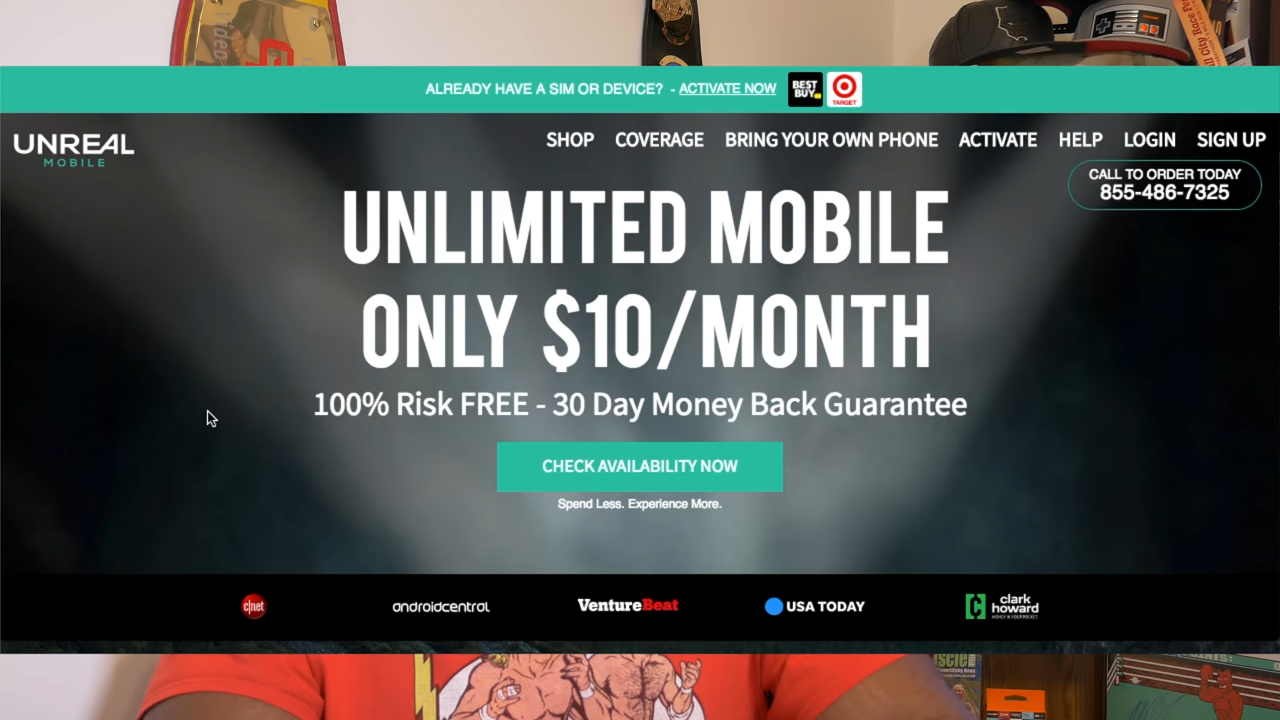 ALREADY HAVE A SIM OR DEVICE? - ACTIVATE NOW
BEST BUY
TARGET
UNREAL
MOBILE
SHOP COVERAGE BRING YOUR OWN PHONE ACTIVATE HELP LOGIN SIGN UP
CALL TO ORDER TODAY
855-486-7325
UNLIMITED MOBILE
ONLY $10/MONTH
100% Risk FREE - 30 Day Money Back Guarantee
CHECK AVAILABILITY NOW
Spend Less. Experience More.
c|net
androidcentral
VentureBeat
USA TODAY
clark
howard